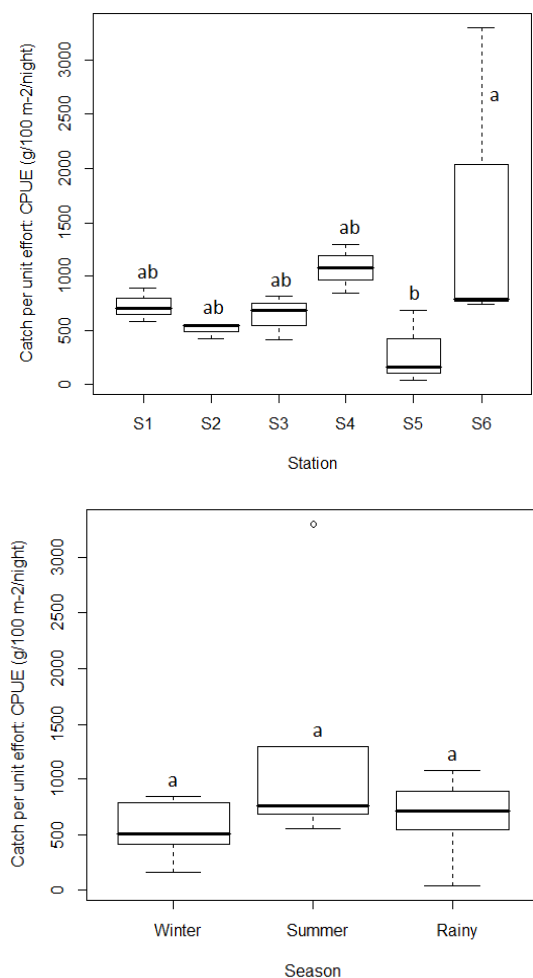 Catch per unit effort: CPUE (g/100 m-2/night)
3000
2500
2000
1500
1000
500
0
ab
ab
ab
ab
b
a
S1 S2 S3 S4 S5 S6
Station
Catch per unit effort: CPUE (g/100 m-2/night)
3000
2500
2000
1500
1000
500
0
a
a
a
Winter Summer Rainy
Season